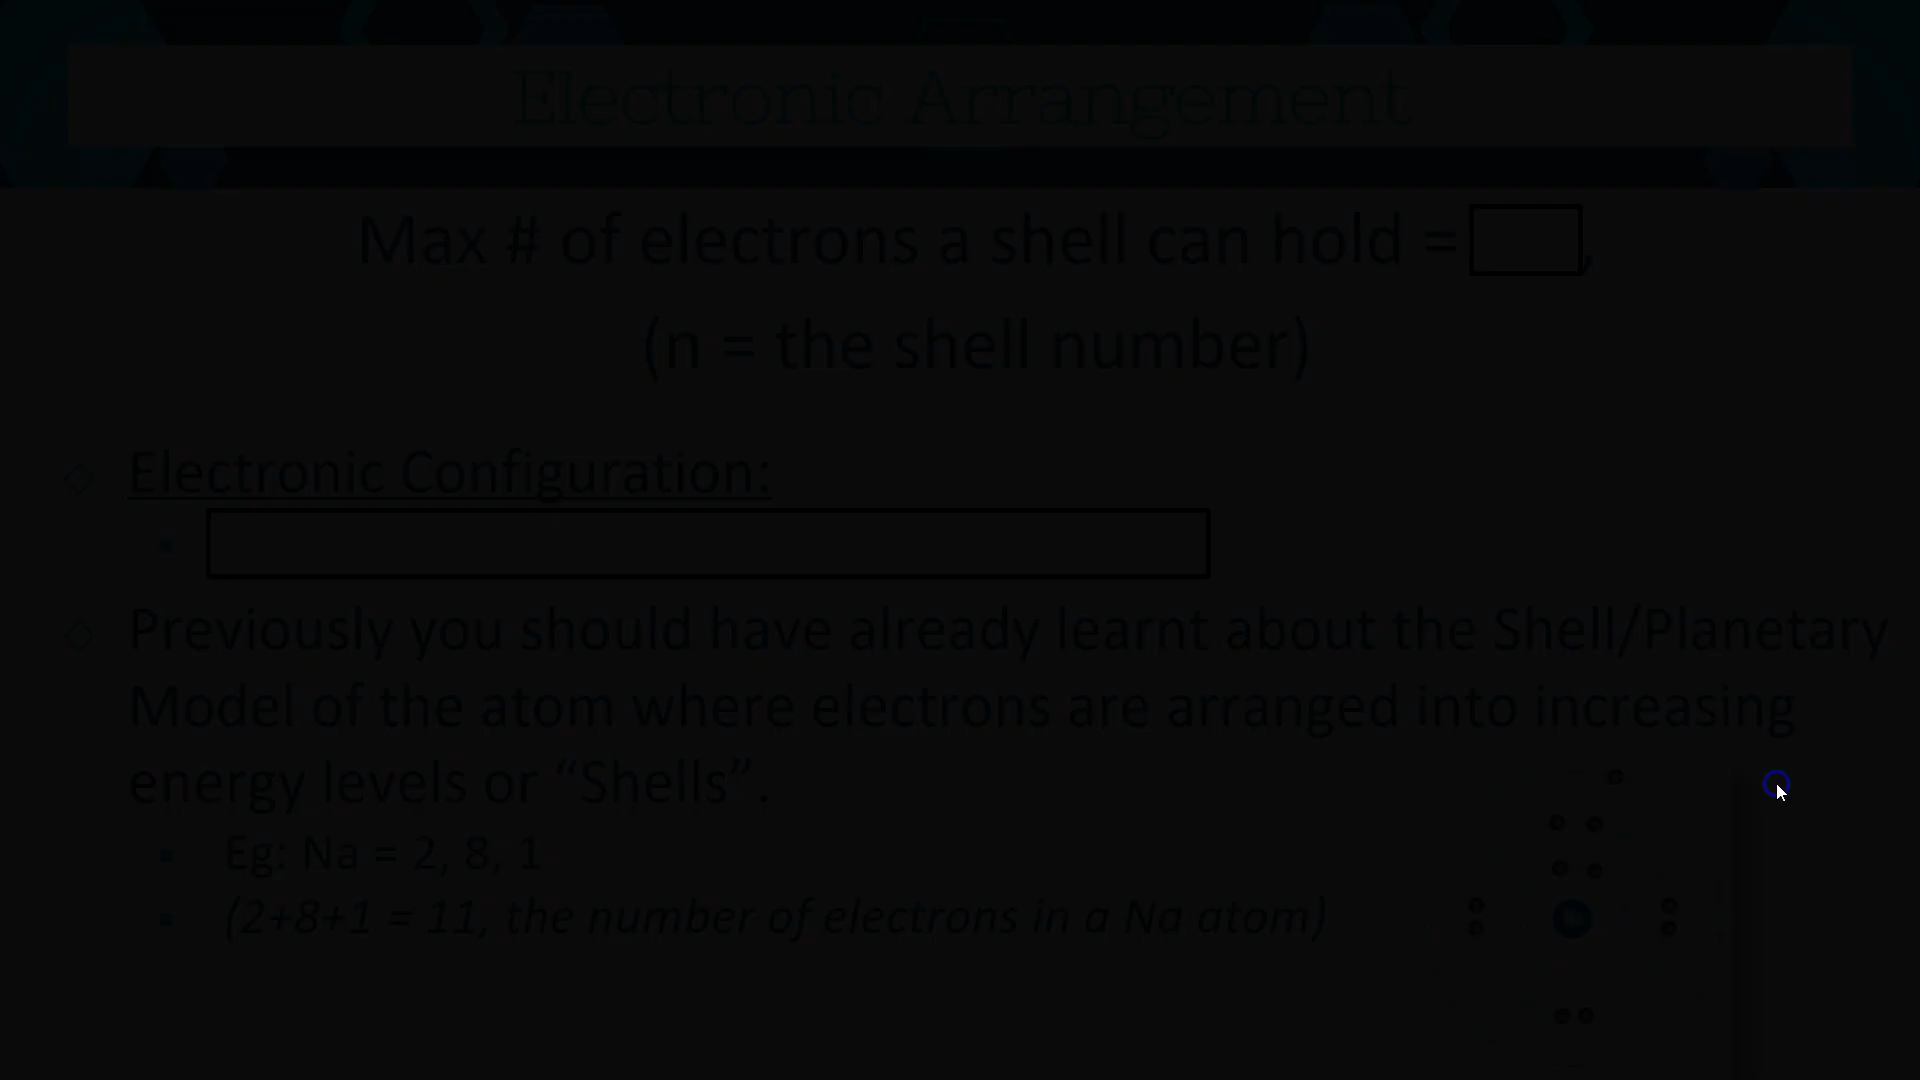 Electronic Arrangement
Max # of electrons a shell can hold = ,
(n = the shell number)
Electronic Configuration:
Previously you should have already learnt about the Shell/Planetary
Model of the atom where electrons are arranged into increasing
energy levels or “Shells”.
Eg: Na = 2, 8, 1
(2+8+1 = 11, the number of electrons in a Na atom)